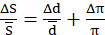 ΔS/S̅ = Δd/d̅ + Δπ/π